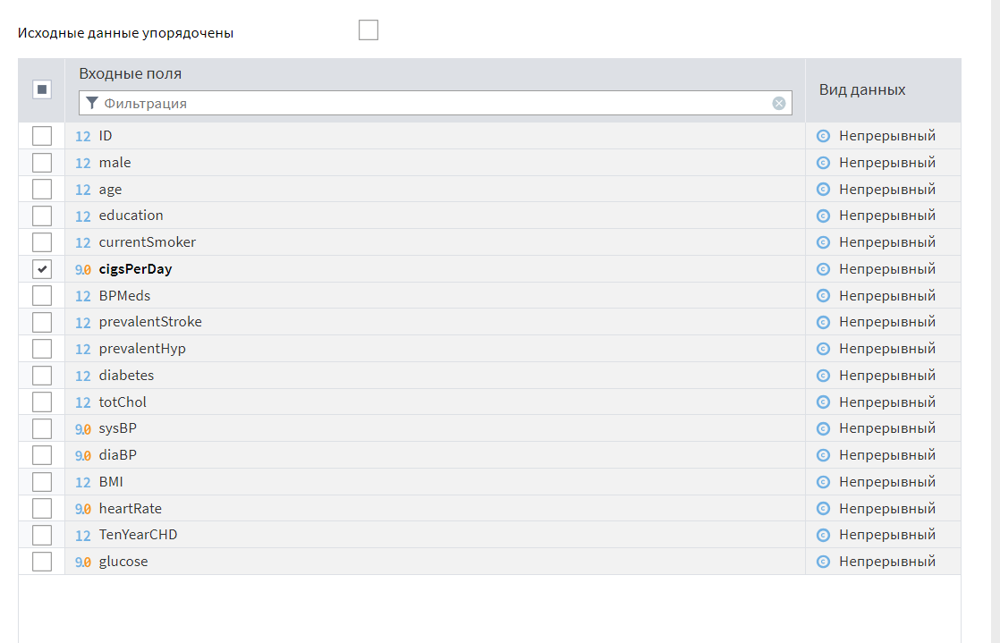 Исходные данные упорядочены
Входные поля
Вид данных
Фильтрация
12 ID Непрерывный
12 male Непрерывный
12 age Непрерывный
12 education Непрерывный
12 currentSmoker Непрерывный
9.0 cigsPerDay Непрерывный
12 BPMeds Непрерывный
12 prevalentStroke Непрерывный
12 prevalentHyp Непрерывный
12 diabetes Непрерывный
12 totChol Непрерывный
9.0 sysBP Непрерывный
9.0 diaBP Непрерывный
12 BMI Непрерывный
9.0 heartRate Непрерывный
12 TenYearCHD Непрерывный
9.0 glucose Непрерывный